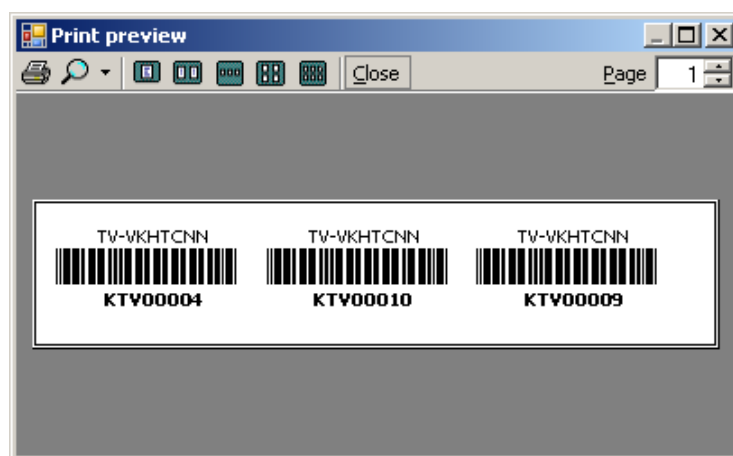 Print preview
Close Page 1
TV-VKHTCNN TV-VKHTCNN TV-VKHTCNN
KTV00004 KTV00010 KTV00009